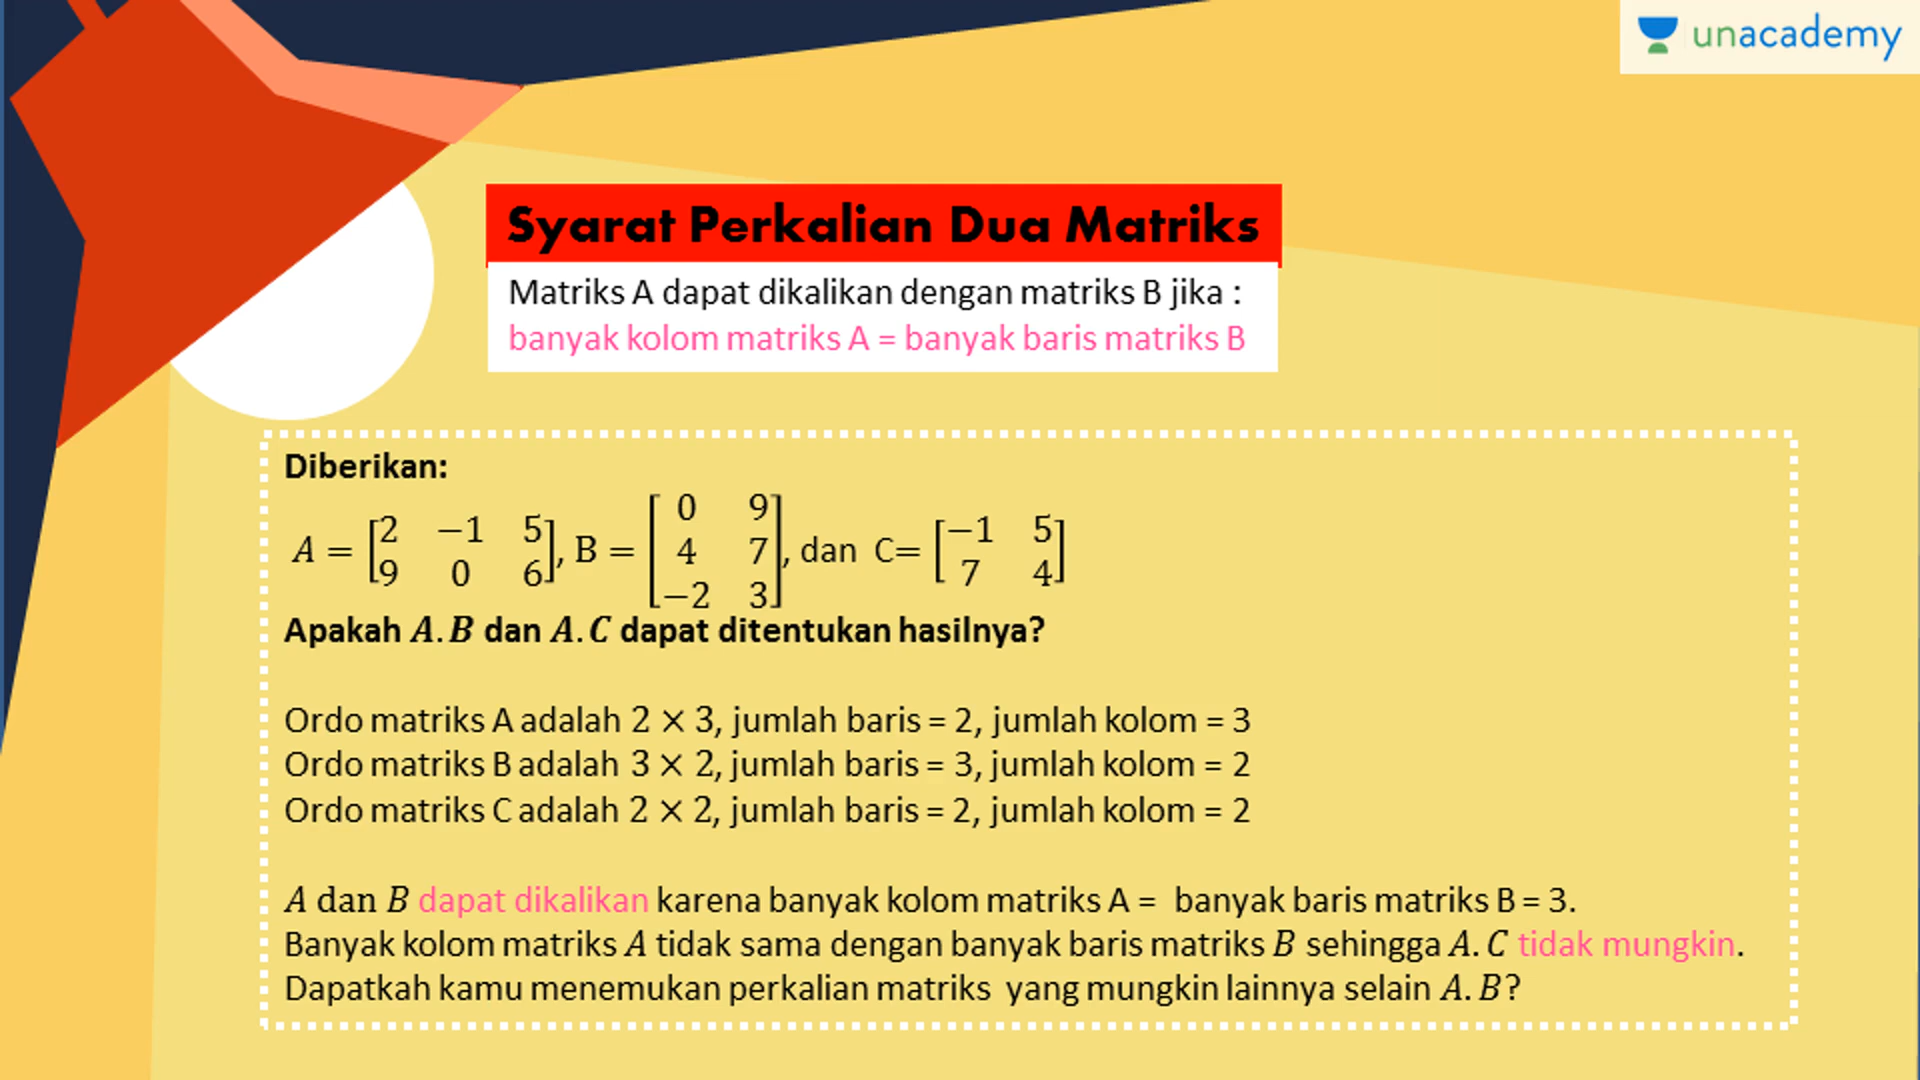 unacademy
Syarat Perkalian Dua Matriks
Matriks A dapat dikalikan dengan matriks B jika :
banyak kolom matriks A = banyak baris matriks B
Diberikan:
A = [2 −1 5; 9 0 6], B = [0 9; 4 7; −2 3], dan C= [−1 5; 7 4]
Apakah A.B dan A.C dapat ditentukan hasilnya?
Ordo matriks A adalah 2 × 3, jumlah baris = 2, jumlah kolom = 3
Ordo matriks B adalah 3 × 2, jumlah baris = 3, jumlah kolom = 2
Ordo matriks C adalah 2 × 2, jumlah baris = 2, jumlah kolom = 2
A dan B dapat dikalikan karena banyak kolom matriks A = banyak baris matriks B = 3.
Banyak kolom matriks A tidak sama dengan banyak baris matriks B sehingga A.C tidak mungkin.
Dapatkah kamu menemukan perkalian matriks yang mungkin lainnya selain A.B?